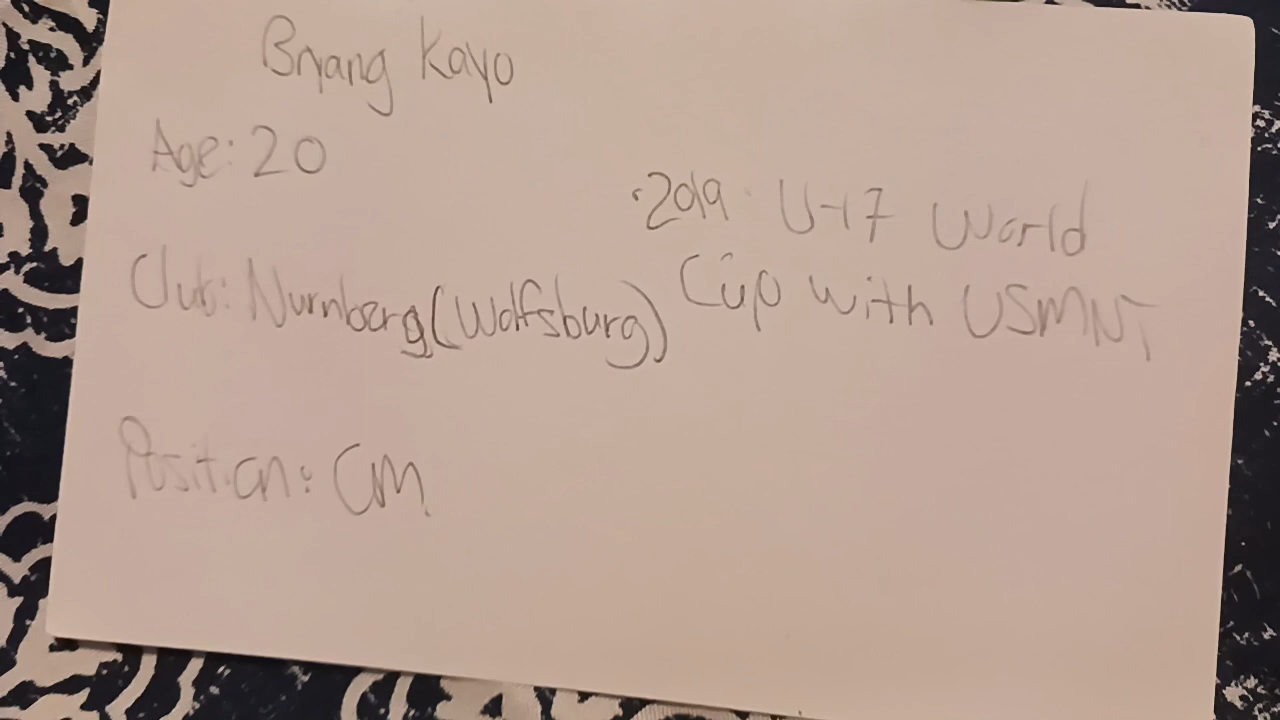 Bryang Kayo
Age: 20
Club: Nurnberg (Wolfsburg)
Position: CM
·2019 U-17 World
Cup with USMNT